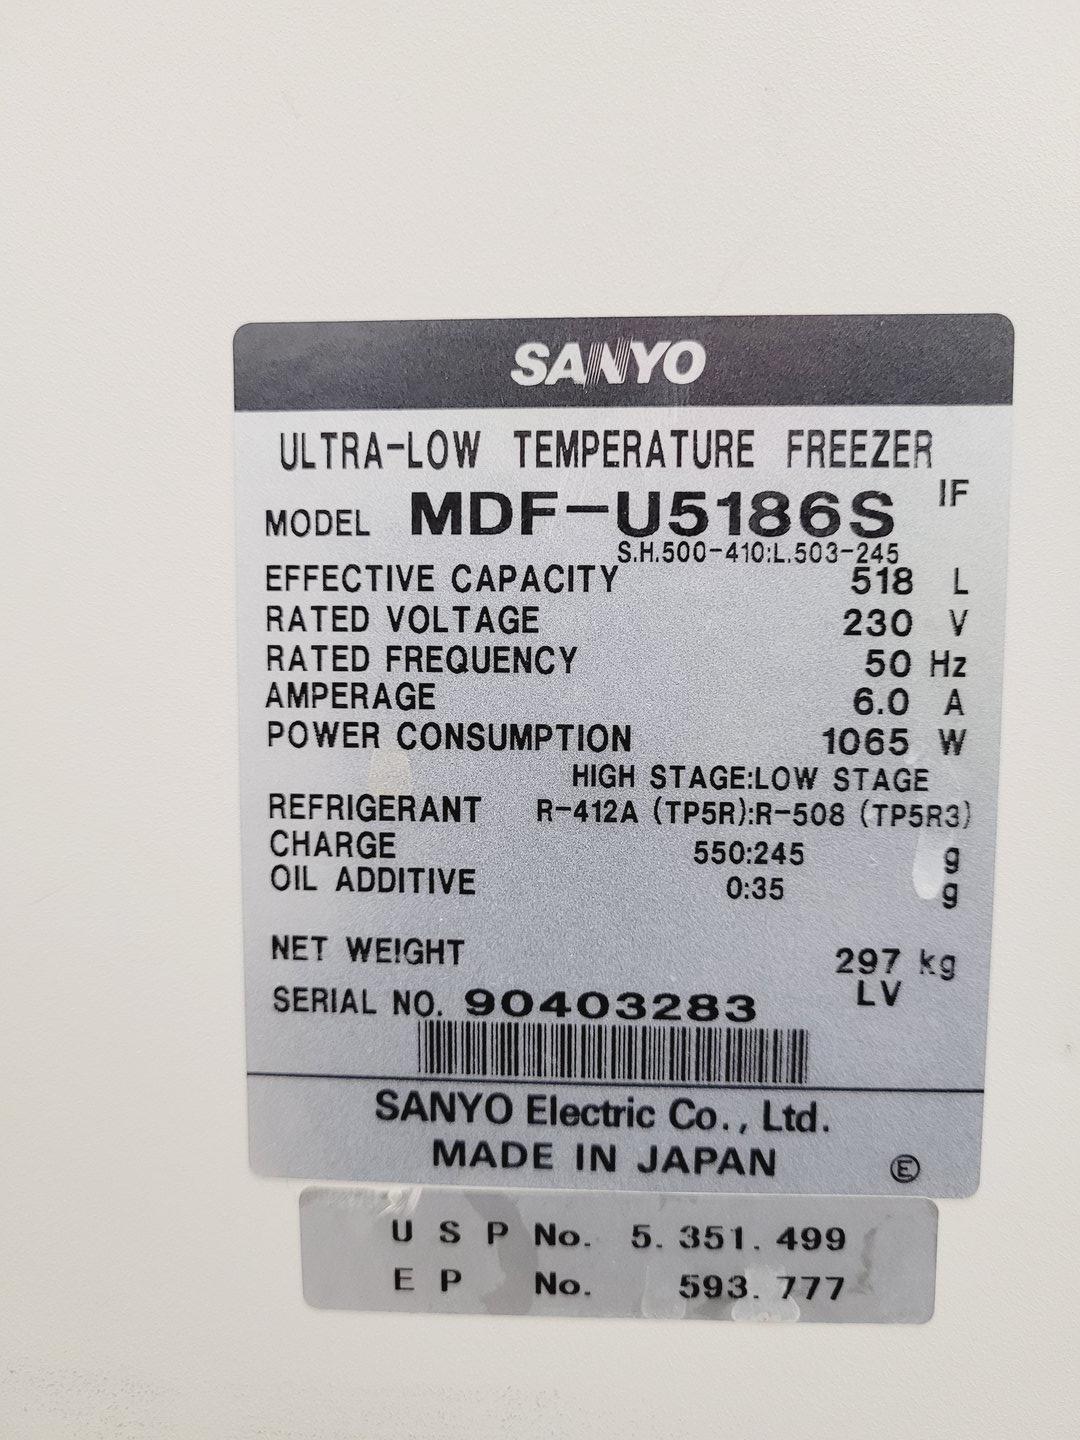 SANYO
ULTRA-LOW TEMPERATURE FREEZER
MODEL MDF-U5186S IF
S.H.500-410:L.503-245
EFFECTIVE CAPACITY 518 L
RATED VOLTAGE 230 V
RATED FREQUENCY 50 Hz
AMPERAGE 6.0 A
POWER CONSUMPTION 1065 W
HIGH STAGE:LOW STAGE
REFRIGERANT R-412A (TP5R):R-508 (TP5R3)
CHARGE 550:245 g
OIL ADDITIVE 0:35 g
NET WEIGHT 297 kg
SERIAL NO. 90403283 LV
SANYO Electric Co., Ltd.
MADE IN JAPAN E
U S P No. 5. 351. 499
E P No. 593. 777